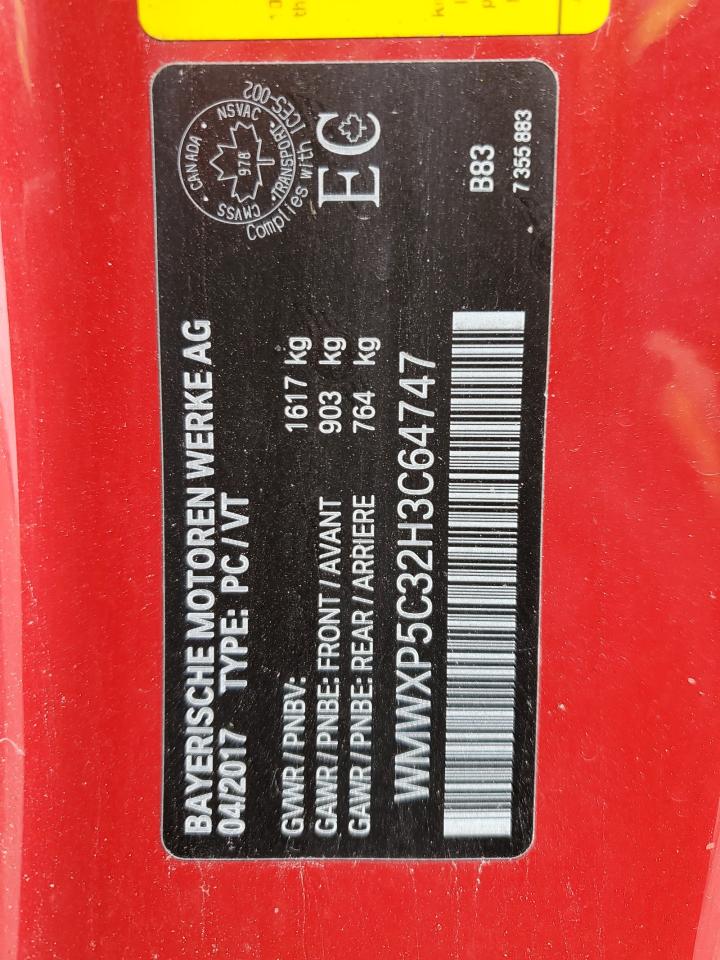 BAYERISCHE MOTOREN WERKE AG
04/2017 TYPE: PC/VT
GVWR/PNBV: 1617 kg
GAWR/PNBE: FRONT/AVANT 903 kg
GAWR/PNBE: REAR/ARRIERE 764 kg
WMWXP5C32H3C64747
CANADA
NSVAC
TRANSPORT
CMVSS
978
Complies with ICES-002
EC
B83
7 355 883